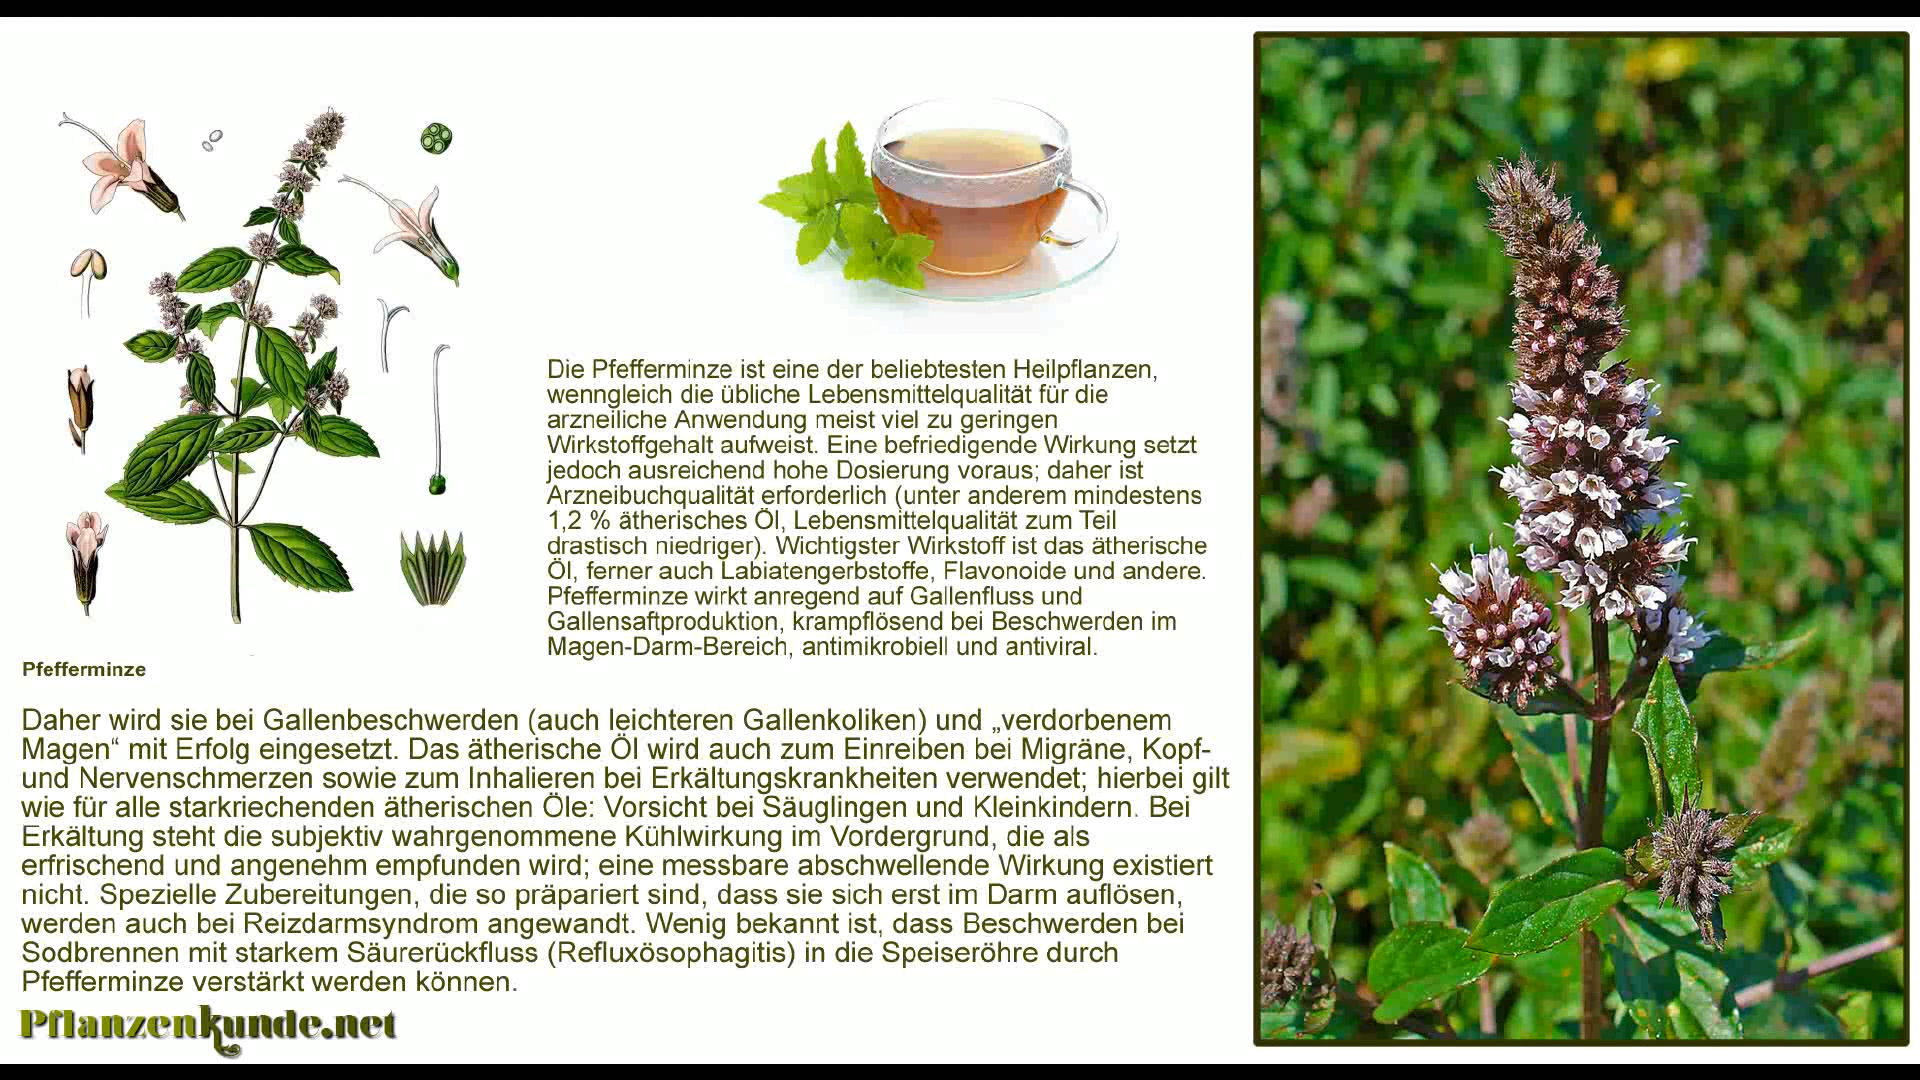 Die Pfefferminze ist eine der beliebtesten Heilpflanzen,
wenngleich die übliche Lebensmittelqualität für die
arzneiliche Anwendung meist viel zu geringen
Wirkstoffgehalt aufweist. Eine befriedigende Wirkung setzt
jedoch ausreichend hohe Dosierung voraus; daher ist
Arzneibuchqualität erforderlich (unter anderem mindestens
1,2 % ätherisches Öl, Lebensmittelqualität zum Teil
drastisch niedriger). Wichtigster Wirkstoff ist das ätherische
Öl, ferner auch Labiatengerbstoffe, Flavonoide und andere.
Pfefferminze wirkt anregend auf Gallenfluss und
Gallensaftproduktion, krampflösend bei Beschwerden im
Magen-Darm-Bereich, antimikrobiell und antiviral.
Pfefferminze
Daher wird sie bei Gallenbeschwerden (auch leichteren Gallenkoliken) und „verdorbenem
Magen“ mit Erfolg eingesetzt. Das ätherische Öl wird auch zum Einreiben bei Migräne, Kopf-
und Nervenschmerzen sowie zum Inhalieren bei Erkältungskrankheiten verwendet; hierbei gilt
wie für alle starkriechenden ätherischen Öle: Vorsicht bei Säuglingen und Kleinkindern. Bei
Erkältung steht die subjektiv wahrgenommene Kühlwirkung im Vordergrund, die als
erfrischend und angenehm empfunden wird; eine messbare abschwellende Wirkung existiert
nicht. Spezielle Zubereitungen, die so präpariert sind, dass sie sich erst im Darm auflösen,
werden auch bei Reizdarmsyndrom angewandt. Wenig bekannt ist, dass Beschwerden bei
Sodbrennen mit starkem Säurerückfluss (Refluxösophagitis) in die Speiseröhre durch
Pfefferminze verstärkt werden können.
Pflanzenkunde.net